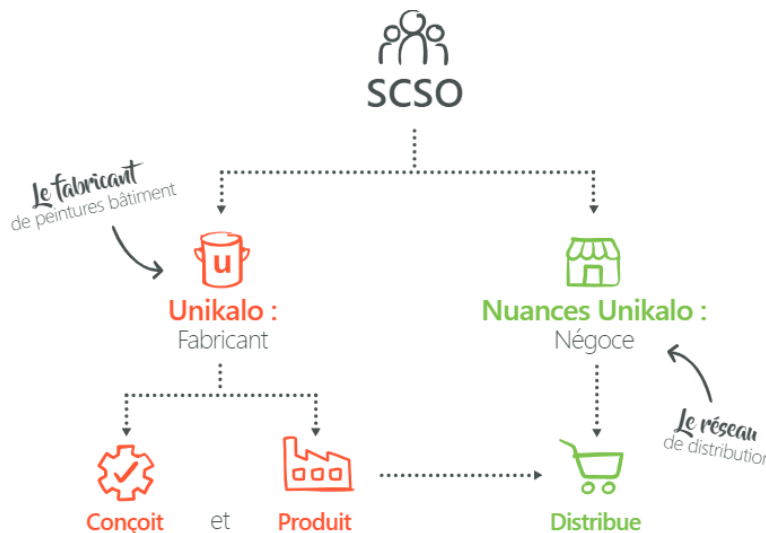 SCSO
Le fabricant
de peintures bâtiment
u
Unikalo :
Fabricant
Nuances Unikalo :
Négoce
Le réseau
de distribution
Conçoit et Produit
Distribue